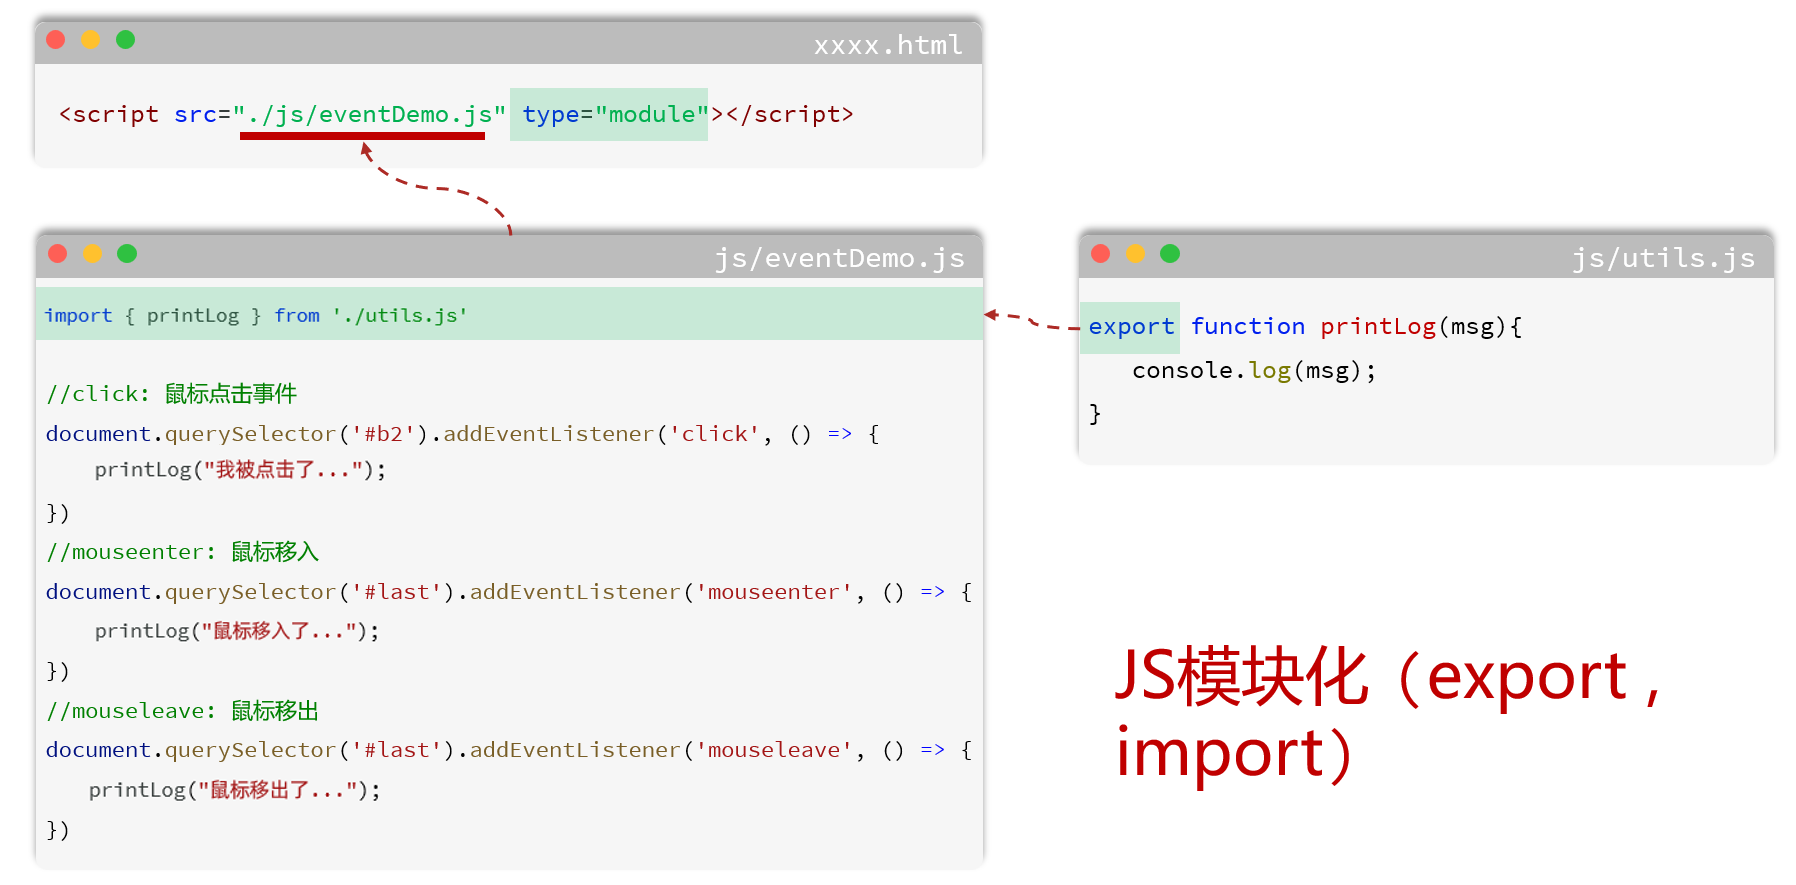 xxxx.html
<script src="./js/eventDemo.js" type="module"></script>
js/eventDemo.js
import { printLog } from './utils.js'
//click: 鼠标点击事件
document.querySelector('#b2').addEventListener('click', () => {
printLog("我被点击了...");
})
//mouseenter: 鼠标移入
document.querySelector('#last').addEventListener('mouseenter', () => {
printLog("鼠标移入了...");
})
//mouseleave: 鼠标移出
document.querySelector('#last').addEventListener('mouseleave', () => {
printLog("鼠标移出了...");
})
js/utils.js
export function printLog(msg){
console.log(msg);
}
JS模块化（export，
import）